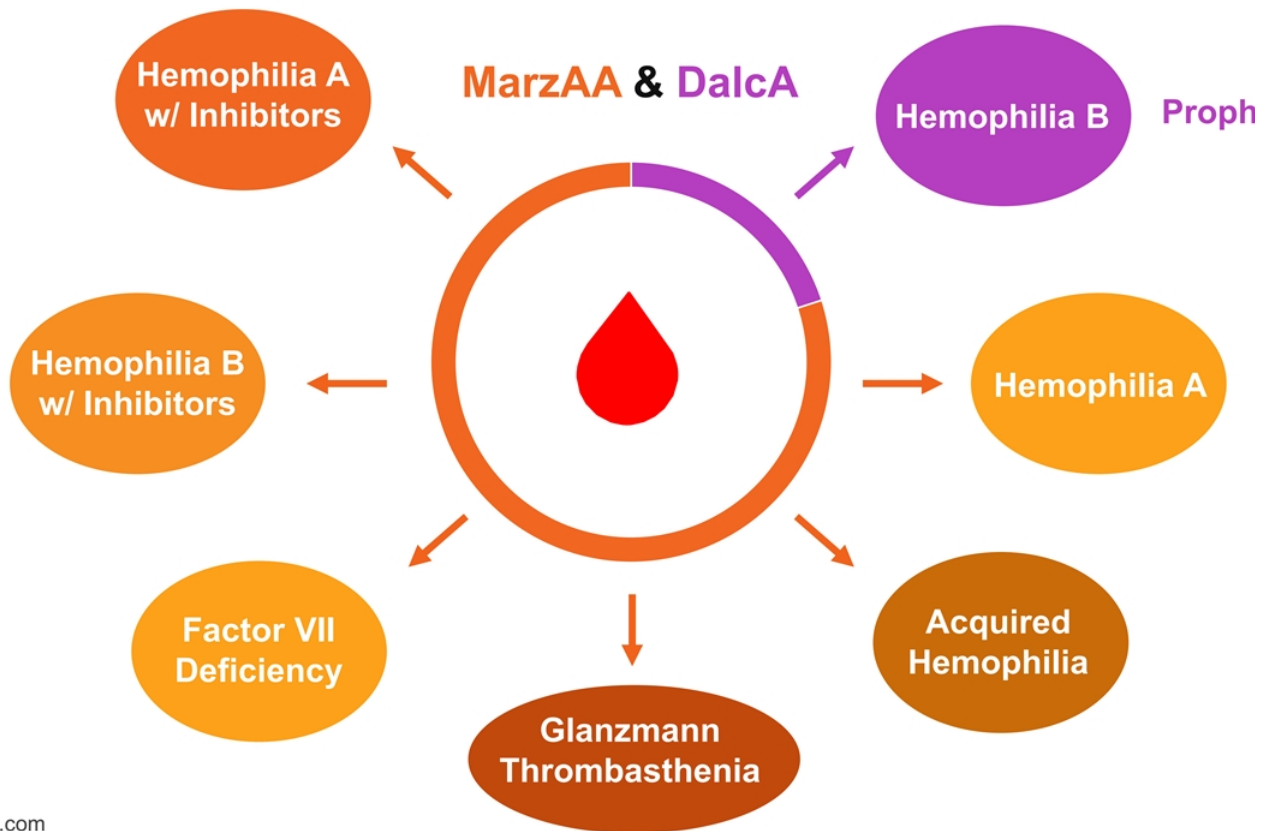 MarzAA & DalcA
Hemophilia A
w/ Inhibitors
Hemophilia B
Proph
Hemophilia B
w/ Inhibitors
Hemophilia A
Factor VII
Deficiency
Acquired
Hemophilia
Glanzmann
Thrombasthenia
.com